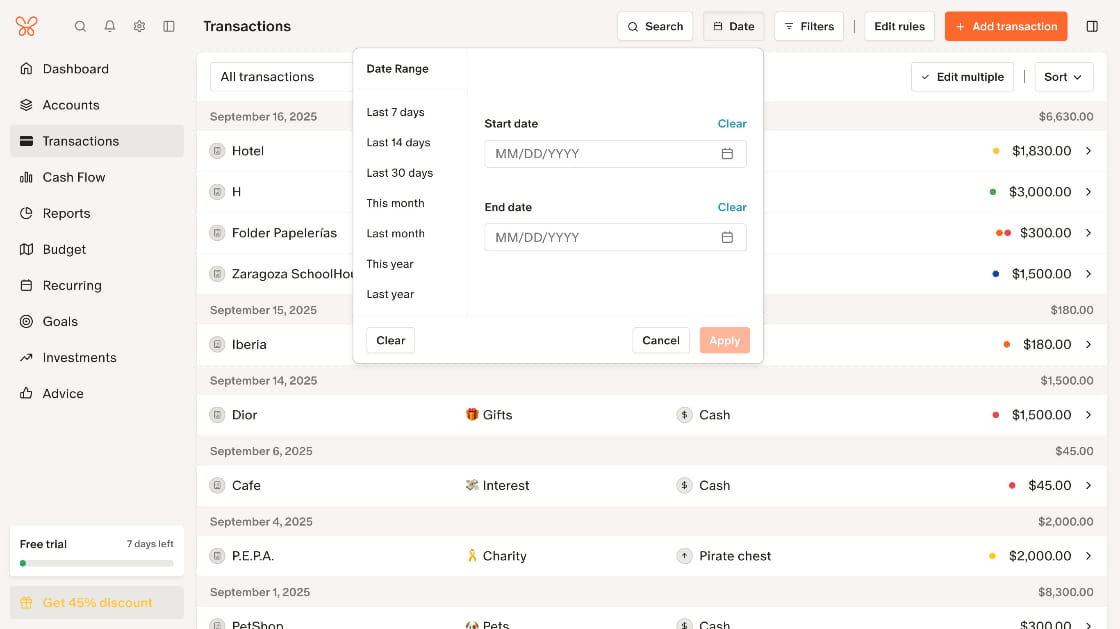 Transactions
Search
Date
Filters
Edit rules
+ Add transaction
Dashboard
Accounts
Transactions
Cash Flow
Reports
Budget
Recurring
Goals
Investments
Advice
Free trial 7 days left
Get 45% discount
All transactions
Edit multiple
Sort
Date Range
Last 7 days
Last 14 days
Last 30 days
This month
Last month
This year
Last year
Start date Clear
MM/DD/YYYY
End date Clear
MM/DD/YYYY
Clear
Cancel
Apply
September 16, 2025 $6,630.00
Hotel $1,830.00
H $3,000.00
Folder Papelerías $300.00
Zaragoza $1,500.00
September 15, 2025 $180.00
Iberia $180.00
September 14, 2025 $1,500.00
Dior Gifts $ Cash $1,500.00
September 6, 2025 $45.00
Cafe Interest $ Cash $45.00
September 4, 2025 $2,000.00
P.E.P.A. Charity Pirate chest $2,000.00
September 1, 2025 $8,300.00
PetShop Pets $ Cash $300.00